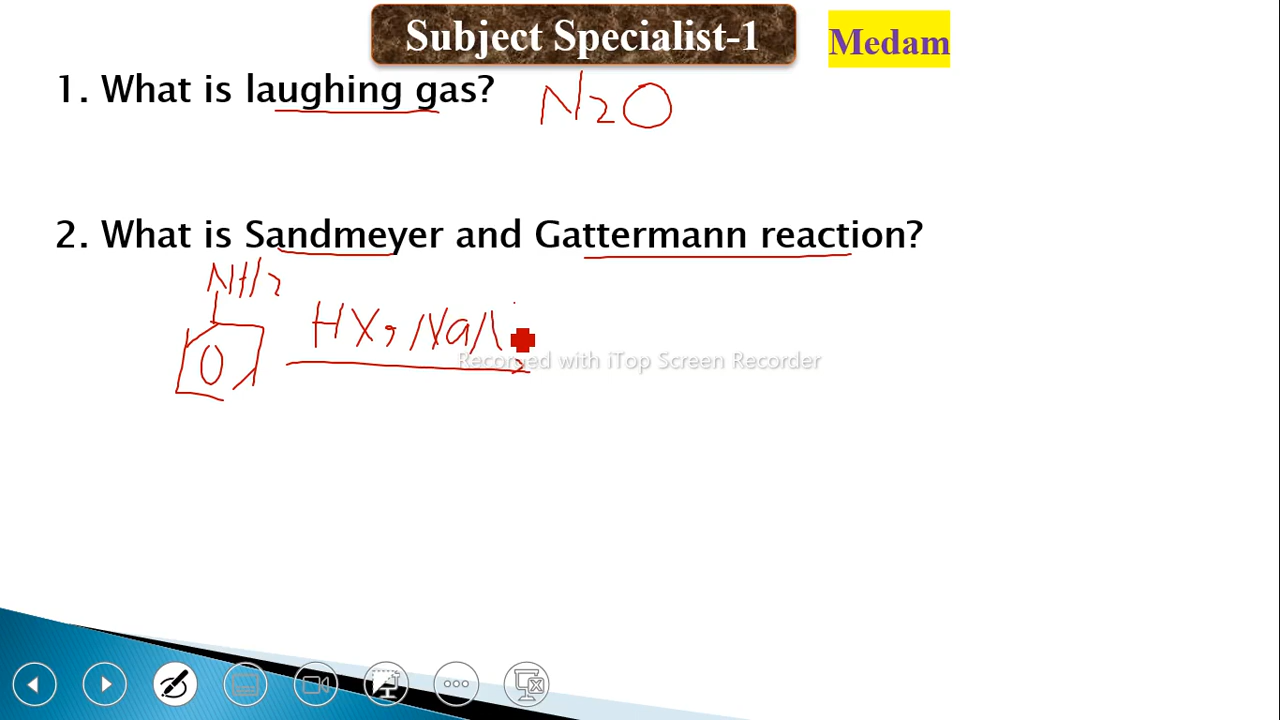 Subject Specialist-1
Medam
1. What is laughing gas? N2O
2. What is Sandmeyer and Gattermann reaction?
NH2
HX, NaN
Recorded with iTop Screen Recorder